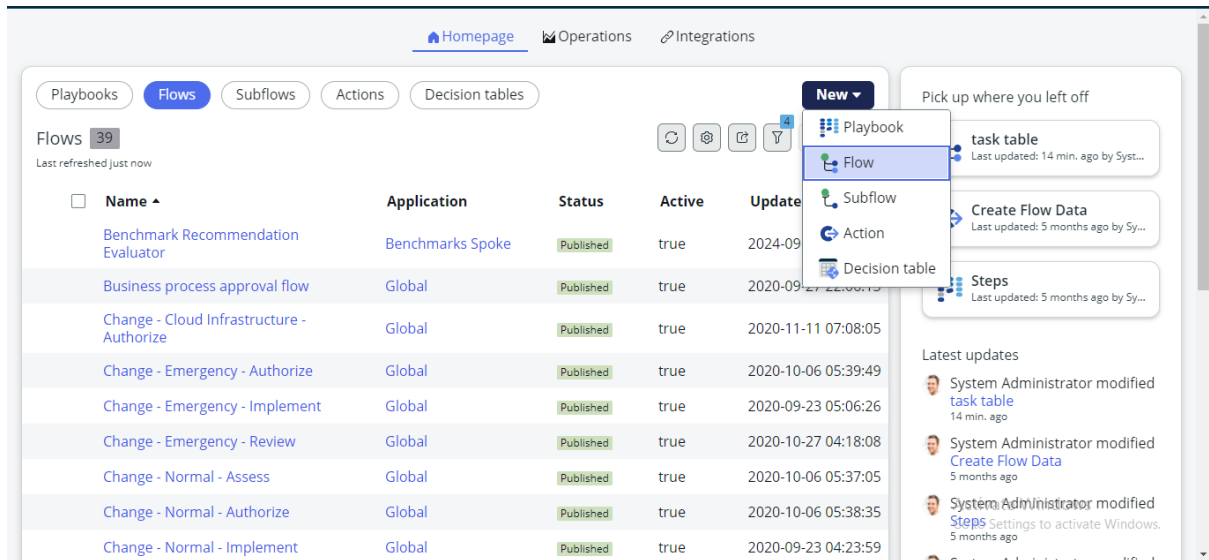 Homepage Operations Integrations
Playbooks Flows Subflows Actions Decision tables New
Playbook
Flow
Subflow
Action
Decision table
Flows 39
4
Last refreshed just now
Name Application Status Active Update
Benchmark Recommendation
Evaluator Benchmarks Spoke Published true 2024-09
Business process approval flow Global Published true
Change - Cloud Infrastructure -
Authorize Global Published true 2020-11-11 07:08:05
Change - Emergency - Authorize Global Published true 2020-10-06 05:39:49
Change - Emergency - Implement Global Published true 2020-09-23 05:06:26
Change - Emergency - Review Global Published true 2020-10-27 04:18:08
Change - Normal - Assess Global Published true 2020-10-06 05:37:05
Change - Normal - Authorize Global Published true 2020-10-06 05:38:35
Change - Normal - Implement Global Published true 2020-09-23 04:23:59
Pick up where you left off
task table
Last updated: 14 min. ago by Syst...
Create Flow Data
Last updated: 5 months ago by Sy...
Steps
Last updated: 5 months ago by Sy...
Latest updates
System Administrator modified
task table
14 min. ago
System Administrator modified
Create Flow Data
5 months ago
System Administrator modified
Steps
5 months ago
Activate Windows
Settings to activate Windows.